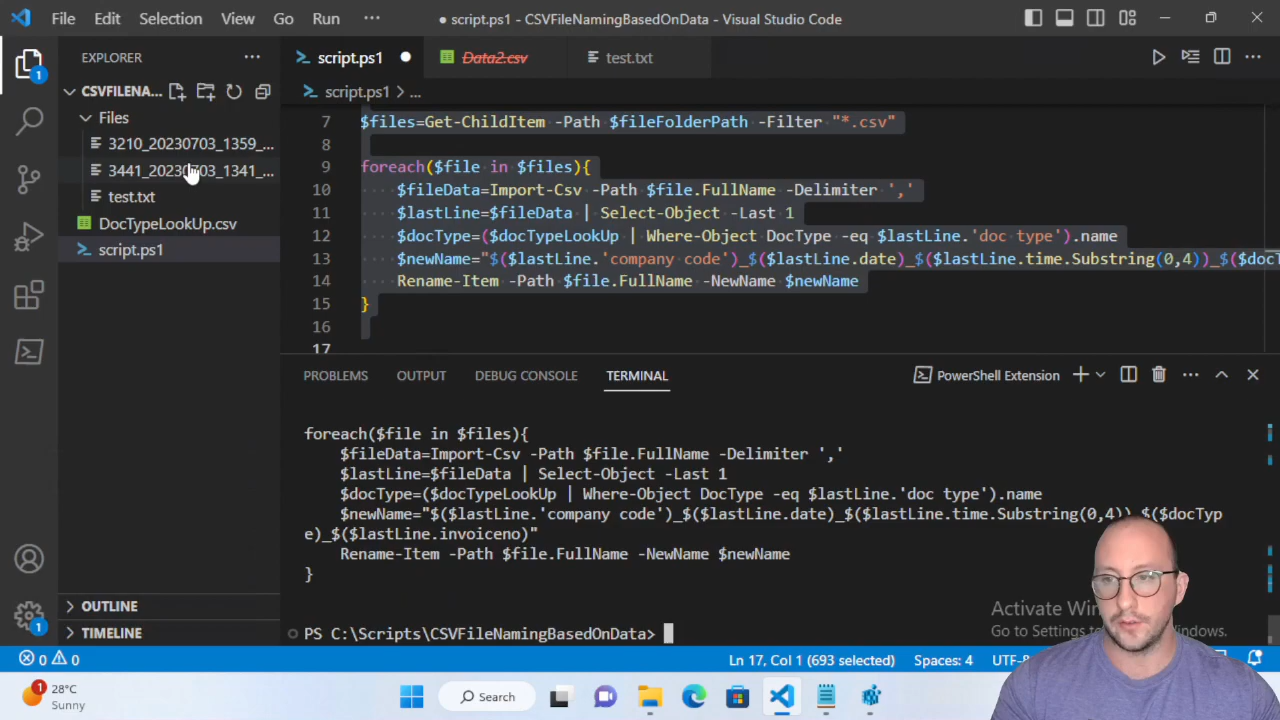 File Edit Selection View Go Run ··· ● script.ps1 - CSVFileNamingBasedOnData - Visual Studio Code
EXPLORER ···
script.ps1 ● Data2.csv test.txt
CSVFILENA...
script.ps1 > ...
Files
3210_20230703_1359_...
3441_20230703_1341_...
test.txt
DocTypeLookUp.csv
script.ps1
7 $files=Get-ChildItem -Path $fileFolderPath -Filter "*.csv"
8
9 foreach($file in $files){
10 $fileData=Import-Csv -Path $file.FullName -Delimiter ','
11 $lastLine=$fileData | Select-Object -Last 1
12 $docType=($docTypeLookUp | Where-Object DocType -eq $lastLine.'doc type').name
13 $newName="$($lastLine.'company code')_$($lastLine.date)_$($lastLine.time.Substring(0,4))_$($docT
14 Rename-Item -Path $file.FullName -NewName $newName
15 }
16
17
PROBLEMS OUTPUT DEBUG CONSOLE TERMINAL PowerShell Extension
foreach($file in $files){
$fileData=Import-Csv -Path $file.FullName -Delimiter ','
$lastLine=$fileData | Select-Object -Last 1
$docType=($docTypeLookUp | Where-Object DocType -eq $lastLine.'doc type').name
$newName="$($lastLine.'company code')_$($lastLine.date)_$($lastLine.time.Substring(0,4))_$($docTyp
e)_$($lastLine.invoiceno)"
Rename-Item -Path $file.FullName -NewName $newName
}
PS C:\Scripts\CSVFileNamingBasedOnData>
OUTLINE
TIMELINE
Activate Win
Go to Settings to
indows.
0 0 Ln 17, Col 1 (693 selected) Spaces: 4 UTF-8
1 28°C
Sunny
Search